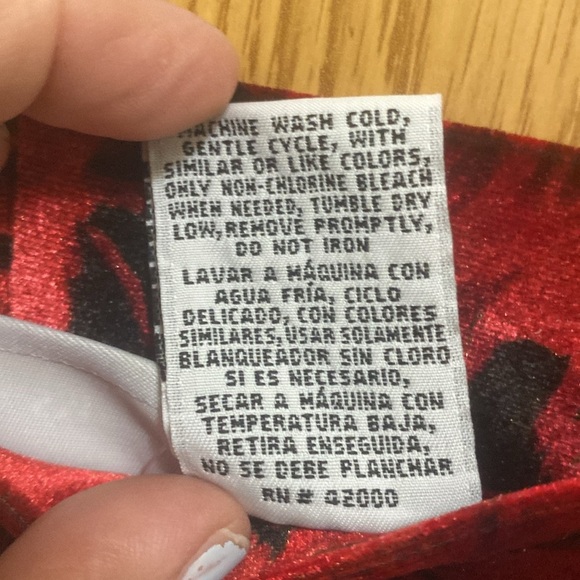 MACHINE WASH COLD,
GENTLE CYCLE, WITH
SIMILAR OR LIKE COLORS,
ONLY NON-CHLORINE BLEACH
WHEN NEEDED, TUMBLE DRY
LOW, REMOVE PROMPTLY,
DO NOT IRON
LAVAR A MÁQUINA CON
AGUA FRÍA, CICLO
DELICADO, CON COLORES
SIMILARES, USAR SOLAMENTE
BLANQUEADOR SIN CLORO
SI ES NECESARIO,
SECAR A MÁQUINA CON
TEMPERATURA BAJA,
RETIRA ENSEGUIDA,
NO SE DEBE PLANCHAR
RN # 42000